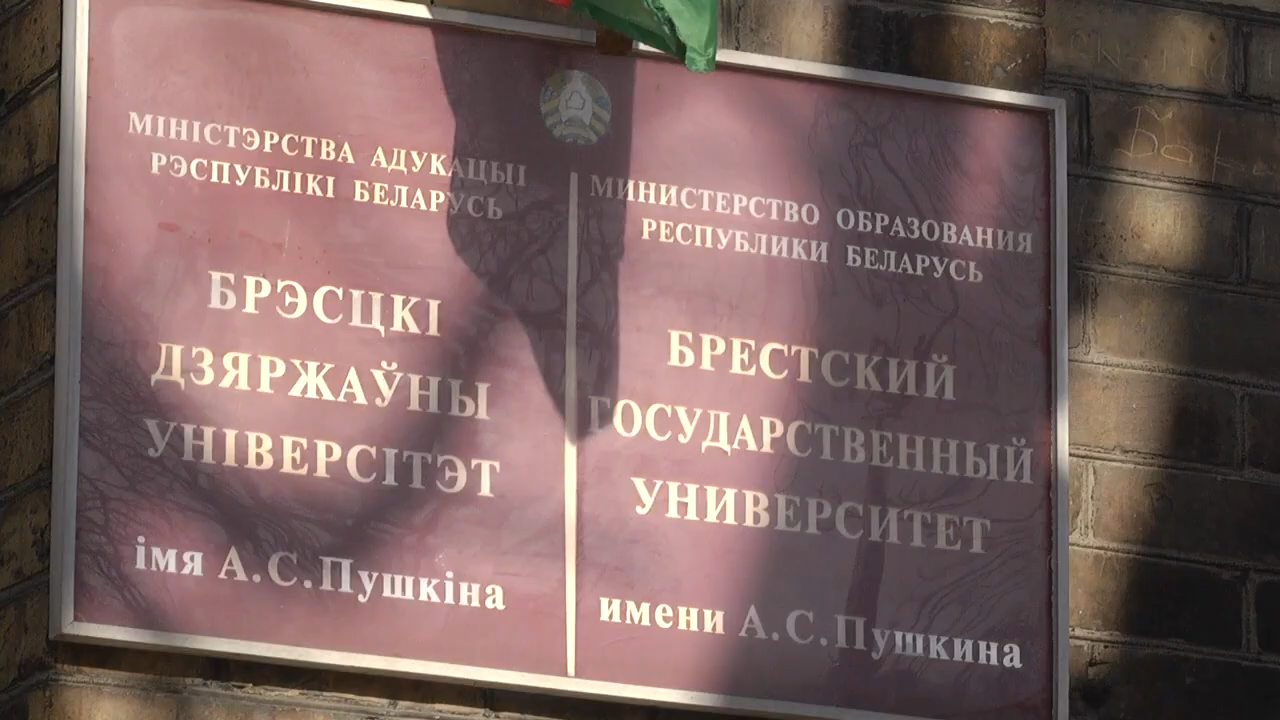 МІНІСТЭРСТВА АДУКАЦЫІ
РЭСПУБЛІКІ БЕЛАРУСЬ
БРЭСЦКІ
ДЗЯРЖАЎНЫ
УНІВЕРСІТЭТ
імя А.С.Пушкіна
МИНИСТЕРСТВО ОБРАЗОВАНИЯ
РЕСПУБЛИКИ БЕЛАРУСЬ
БРЕСТСКИЙ
ГОСУДАРСТВЕННЫЙ
УНИВЕРСИТЕТ
имени А.С.Пушкина